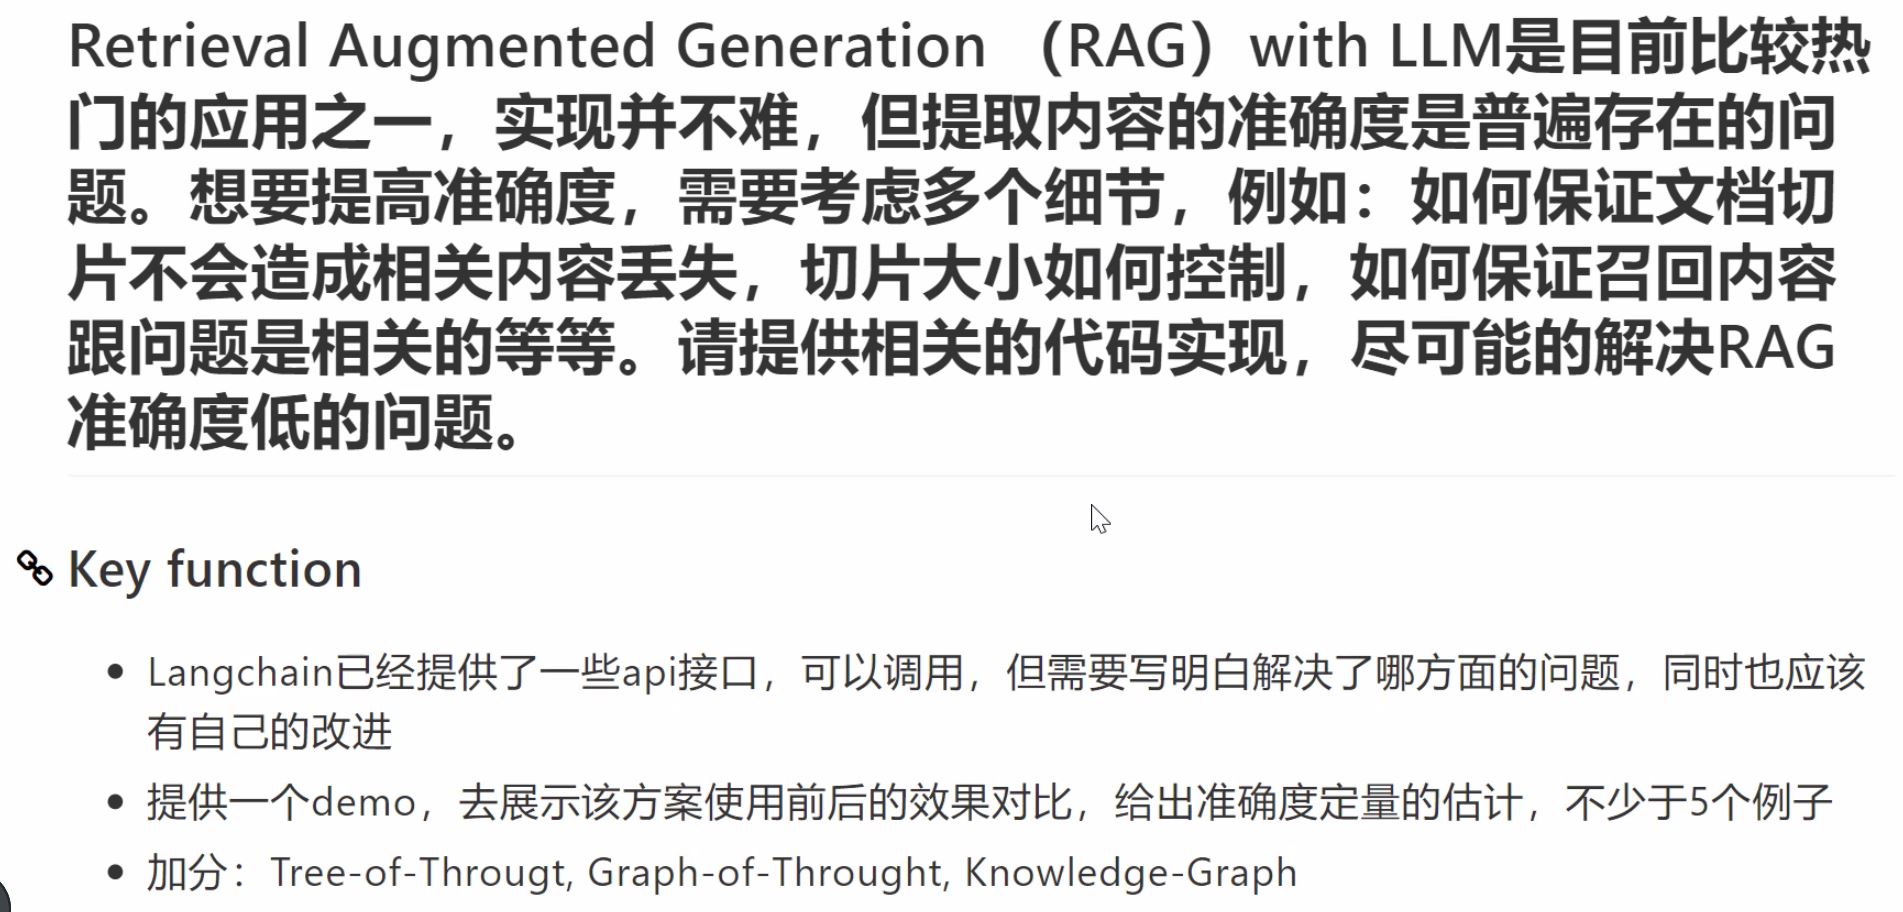 Retrieval Augmented Generation （RAG）with LLM是目前比较热
门的应用之一，实现并不难，但提取内容的准确度是普遍存在的问
题。想要提高准确度，需要考虑多个细节，例如：如何保证文档切
片不会造成相关内容丢失，切片大小如何控制，如何保证召回内容
跟问题是相关的等等。请提供相关的代码实现，尽可能的解决RAG
准确度低的问题。
Key function
• Langchain已经提供了一些api接口，可以调用，但需要写明白解决了哪方面的问题，同时也应该
有自己的改进
• 提供一个demo，去展示该方案使用前后的效果对比，给出准确度定量的估计，不少于5个例子
• 加分：Tree-of-Througt, Graph-of-Throught, Knowledge-Graph